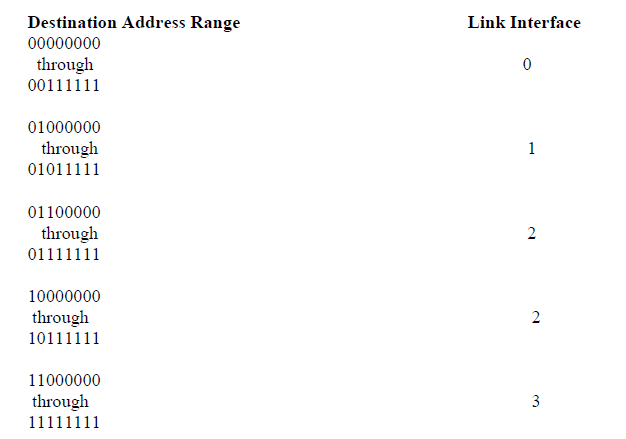 Destination Address Range Link Interface
00000000
through 0
00111111
01000000
through 1
01011111
01100000
through 2
01111111
10000000
through 2
10111111
11000000
through 3
11111111